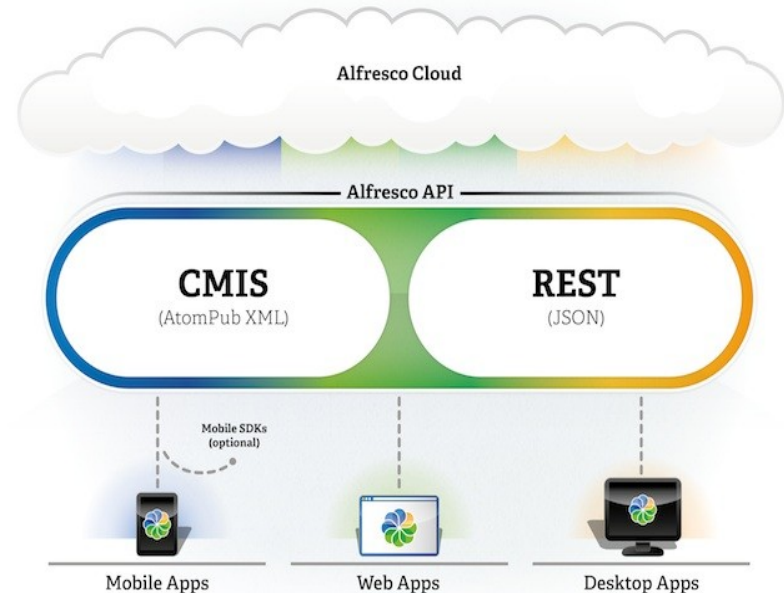 Alfresco Cloud
Alfresco API
CMIS
(AtomPub XML)
REST
(JSON)
Mobile SDKs
(optional)
Mobile Apps
Web Apps
Desktop Apps